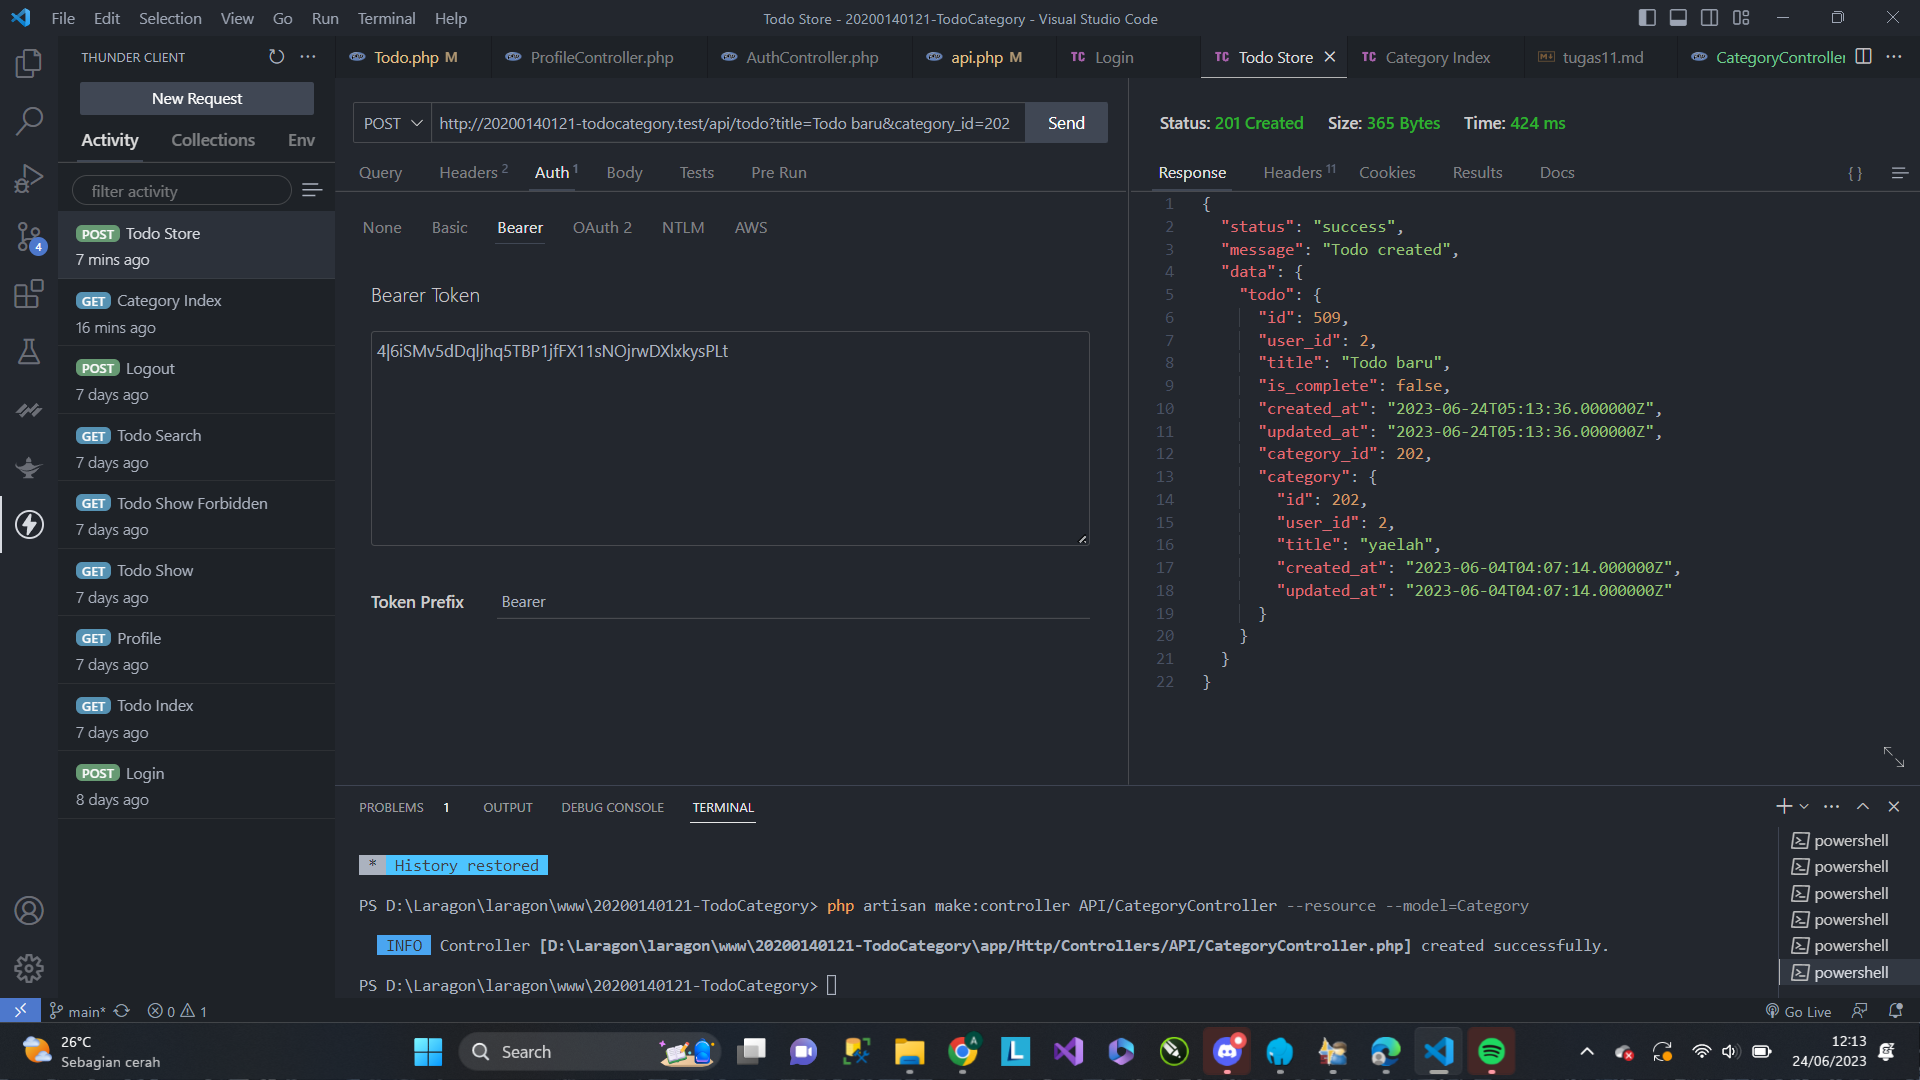 File Edit Selection View Go Run Terminal Help
Todo Store - 20200140121-TodoCategory - Visual Studio Code
THUNDER CLIENT
New Request
Activity Collections Env
filter activity
POST Todo Store
7 mins ago
GET Category Index
16 mins ago
POST Logout
7 days ago
GET Todo Search
7 days ago
GET Todo Show Forbidden
7 days ago
GET Todo Show
7 days ago
GET Profile
7 days ago
GET Todo Index
7 days ago
POST Login
8 days ago
4
Todo.php M ProfileController.php AuthController.php api.php M TC Login TC Todo Store TC Category Index tugas11.md CategoryController
POST http://20200140121-todocategory.test/api/todo?title=Todo baru&category_id=202 Send
Query Headers 2 Auth 1 Body Tests Pre Run
None Basic Bearer OAuth 2 NTLM AWS
Bearer Token
4|6iSMv5dDqljhq5TBP1jfFX11sNOjrwDXlxkysPLt
Token Prefix Bearer
Status: 201 Created Size: 365 Bytes Time: 424 ms
Response Headers 11 Cookies Results Docs {}
1 {
2 "status": "success",
3 "message": "Todo created",
4 "data": {
5 "todo": {
6 "id": 509,
7 "user_id": 2,
8 "title": "Todo baru",
9 "is_complete": false,
10 "created_at": "2023-06-24T05:13:36.000000Z",
11 "updated_at": "2023-06-24T05:13:36.000000Z",
12 "category_id": 202,
13 "category": {
14 "id": 202,
15 "user_id": 2,
16 "title": "yaelah",
17 "created_at": "2023-06-04T04:07:14.000000Z",
18 "updated_at": "2023-06-04T04:07:14.000000Z"
19 }
20 }
21 }
22 }
PROBLEMS 1 OUTPUT DEBUG CONSOLE TERMINAL
* History restored
PS D:\Laragon\laragon\www\20200140121-TodoCategory> php artisan make:controller API/CategoryController --resource --model=Category
INFO Controller [D:\Laragon\laragon\www\20200140121-TodoCategory\app/Http/Controllers/API/CategoryController.php] created successfully.
PS D:\Laragon\laragon\www\20200140121-TodoCategory>
powershell
powershell
powershell
powershell
powershell
powershell
main* 0 1 Go Live
26°C
Sebagian cerah
Search
12:13
24/06/2023